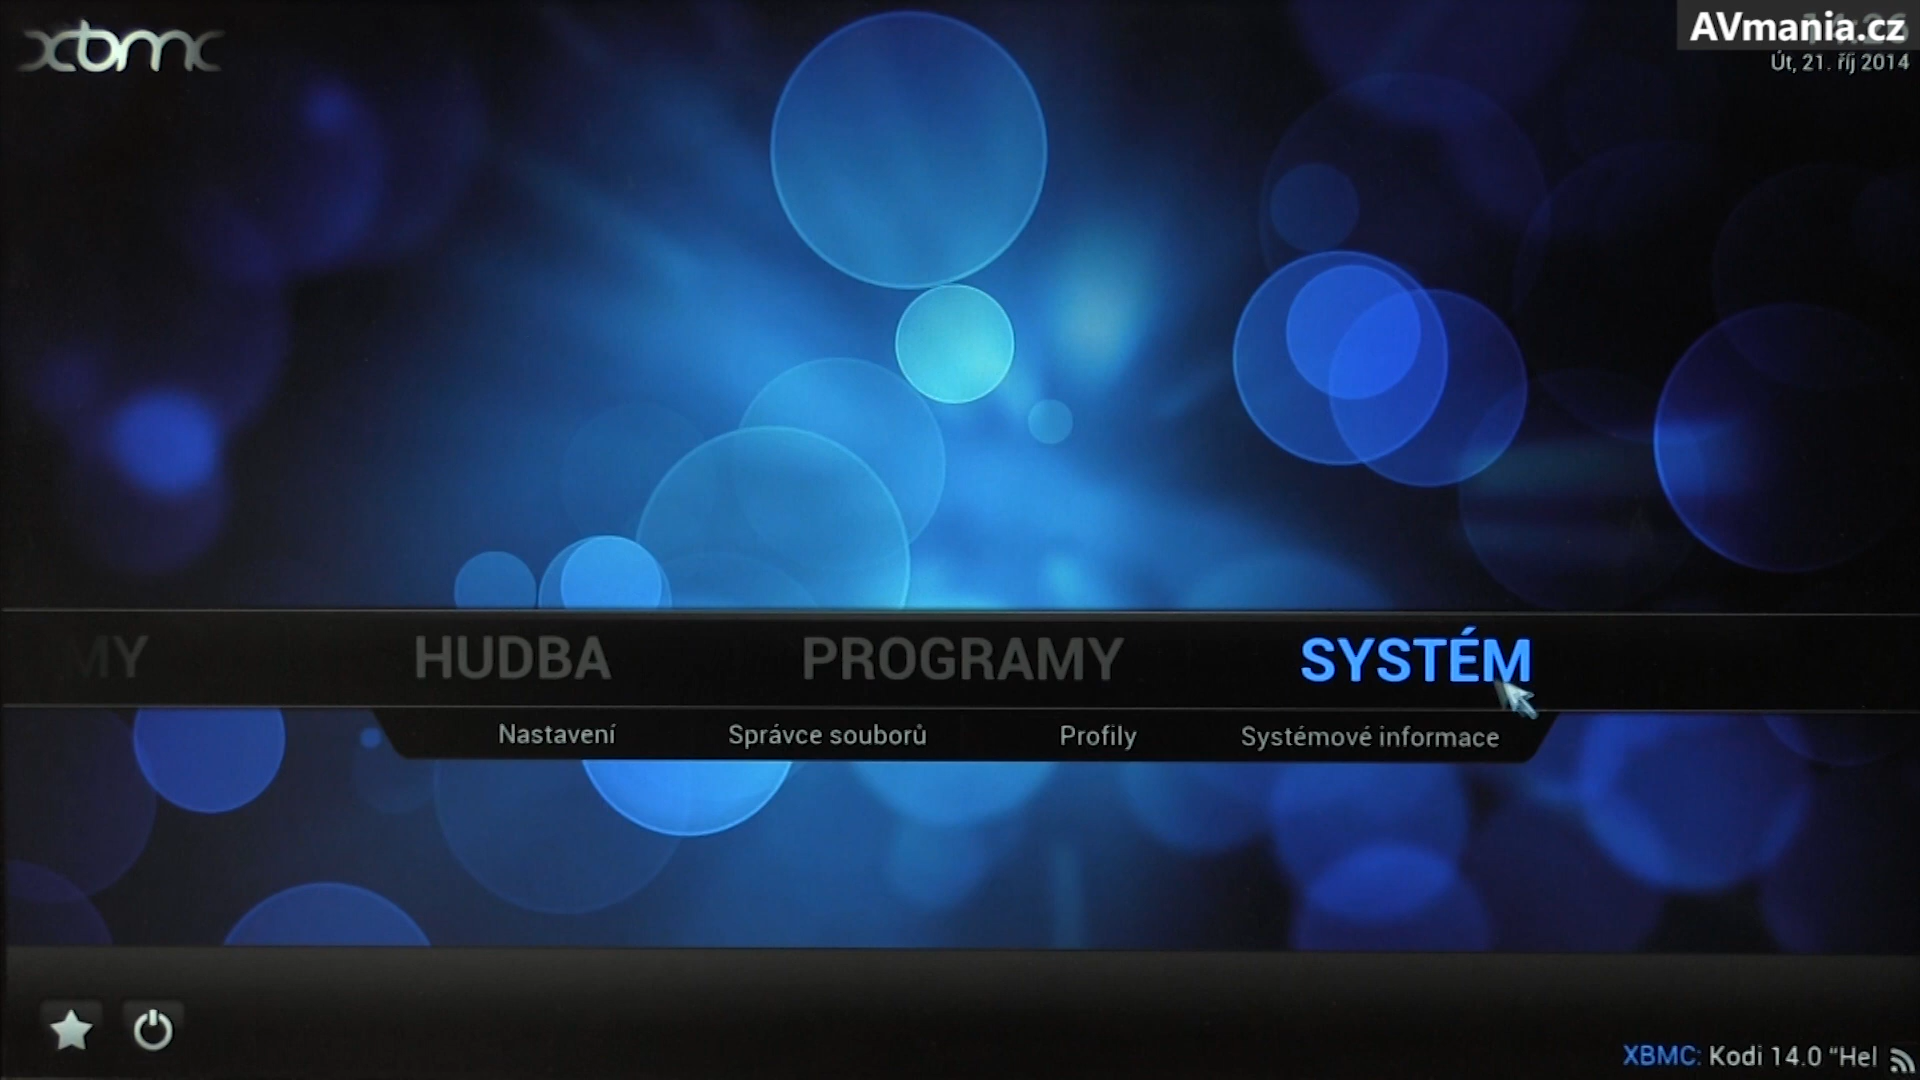 xbmc
AVmania.cz
Út, 21. říj 2014
MY
HUDBA
PROGRAMY
SYSTÉM
Nastavení
Správce souborů
Profily
Systémové informace
XBMC: Kodi 14.0 “Hel